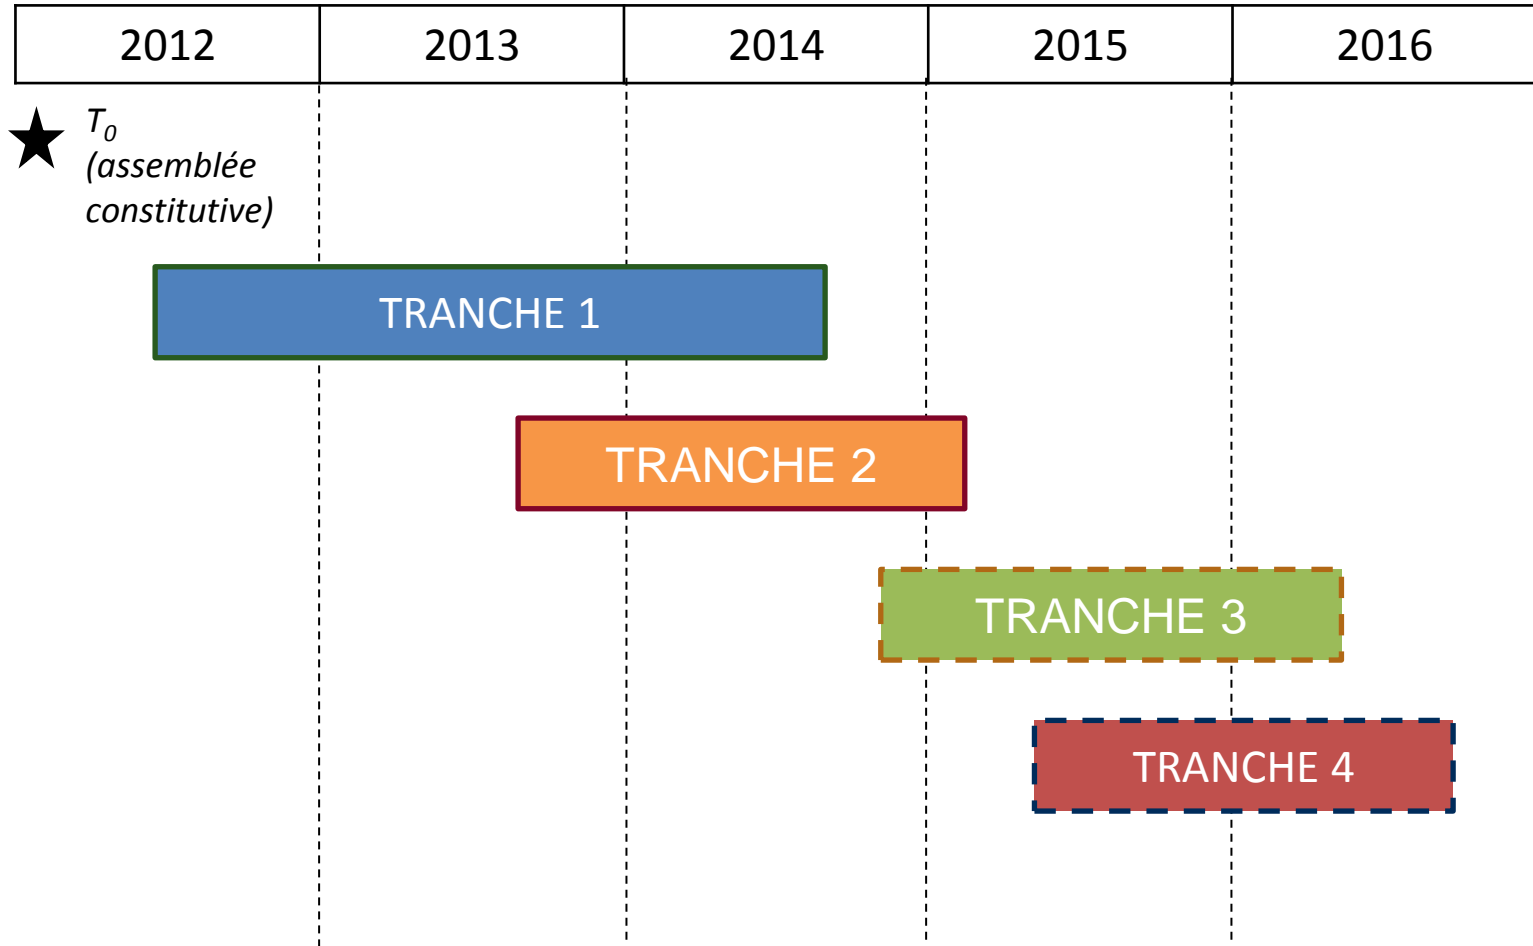 2012 2013 2014 2015 2016
T0
(assemblée
constitutive)
TRANCHE 1
TRANCHE 2
TRANCHE 3
TRANCHE 4